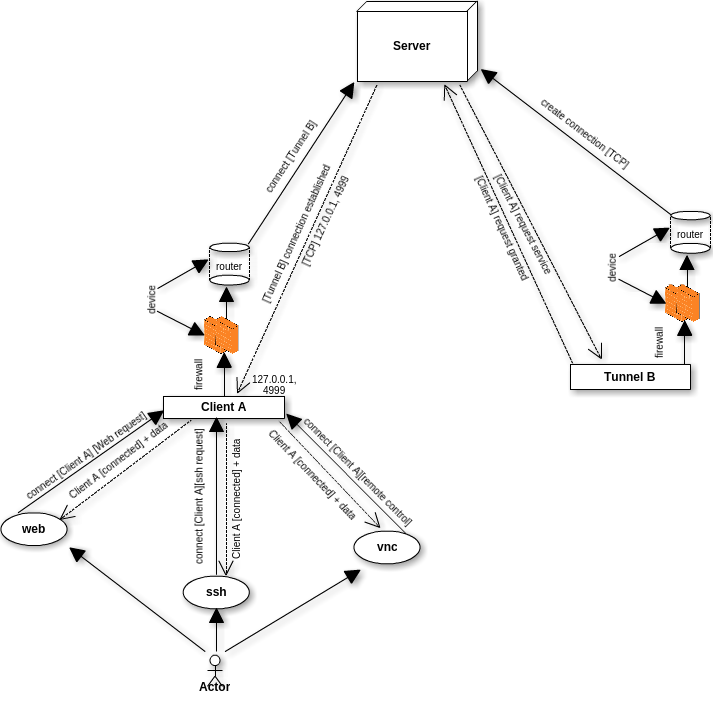 Server
connect [Tunnel B]
[Tunnel B] connection established
[TCP] 127.0.0.1, 4999
[Client A] request granted
[Client A] request service
create connection [TCP]
router
device
firewall
router
device
firewall
127.0.0.1,
4999
Client A
Tunnel B
connect [Client A] [Web request]
Client A [connected] + data
connect [Client A][ssh request]
Client A [connected] + data
connect [Client A][remote control]
Client A [connected] + data
web
ssh
vnc
Actor